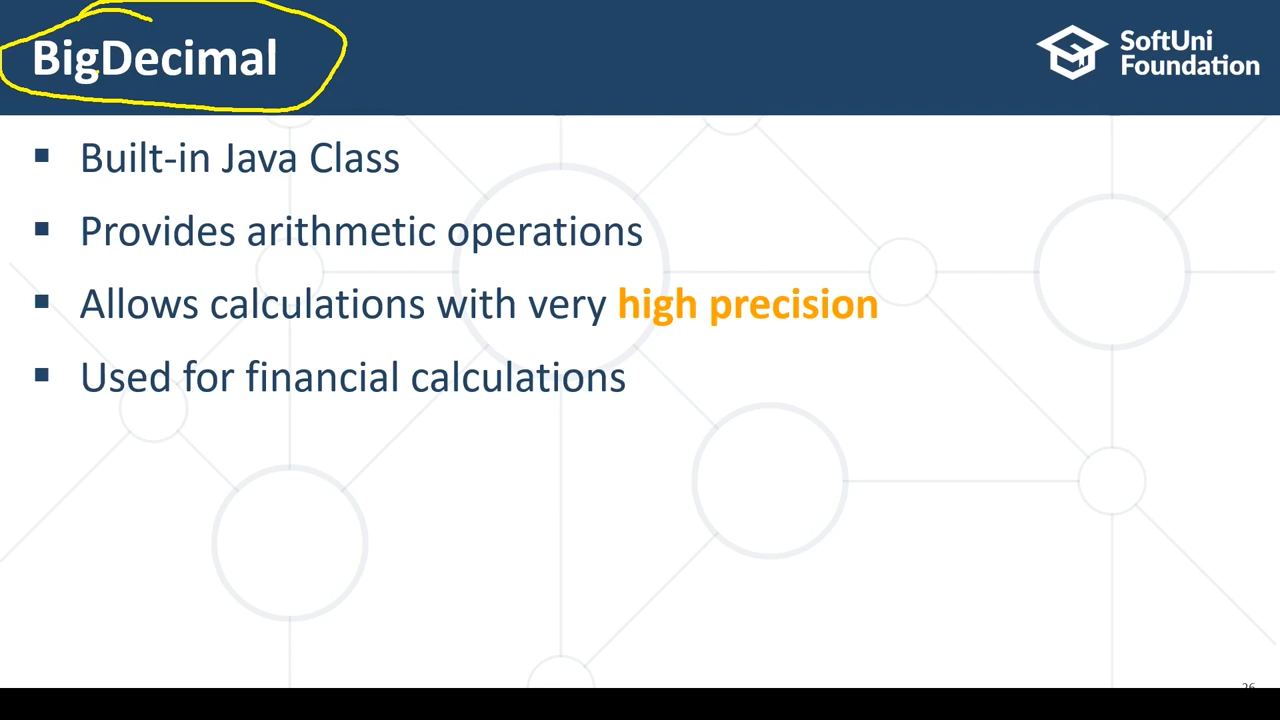 BigDecimal
SoftUni
Foundation
▪ Built-in Java Class
▪ Provides arithmetic operations
▪ Allows calculations with very high precision
▪ Used for financial calculations
26